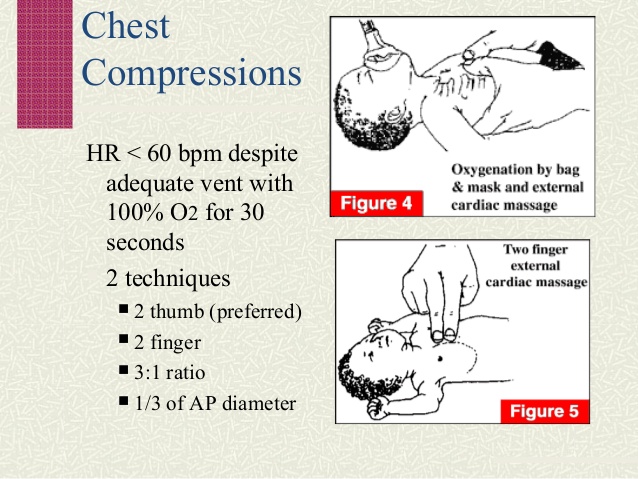 Chest
Compressions
HR < 60 bpm despite
adequate vent with
100% O2 for 30
seconds
2 techniques
2 thumb (preferred)
2 finger
3:1 ratio
1/3 of AP diameter
Oxygenation by bag
& mask and external
cardiac massage
Figure 4
Two finger
external
cardiac massage
Figure 5